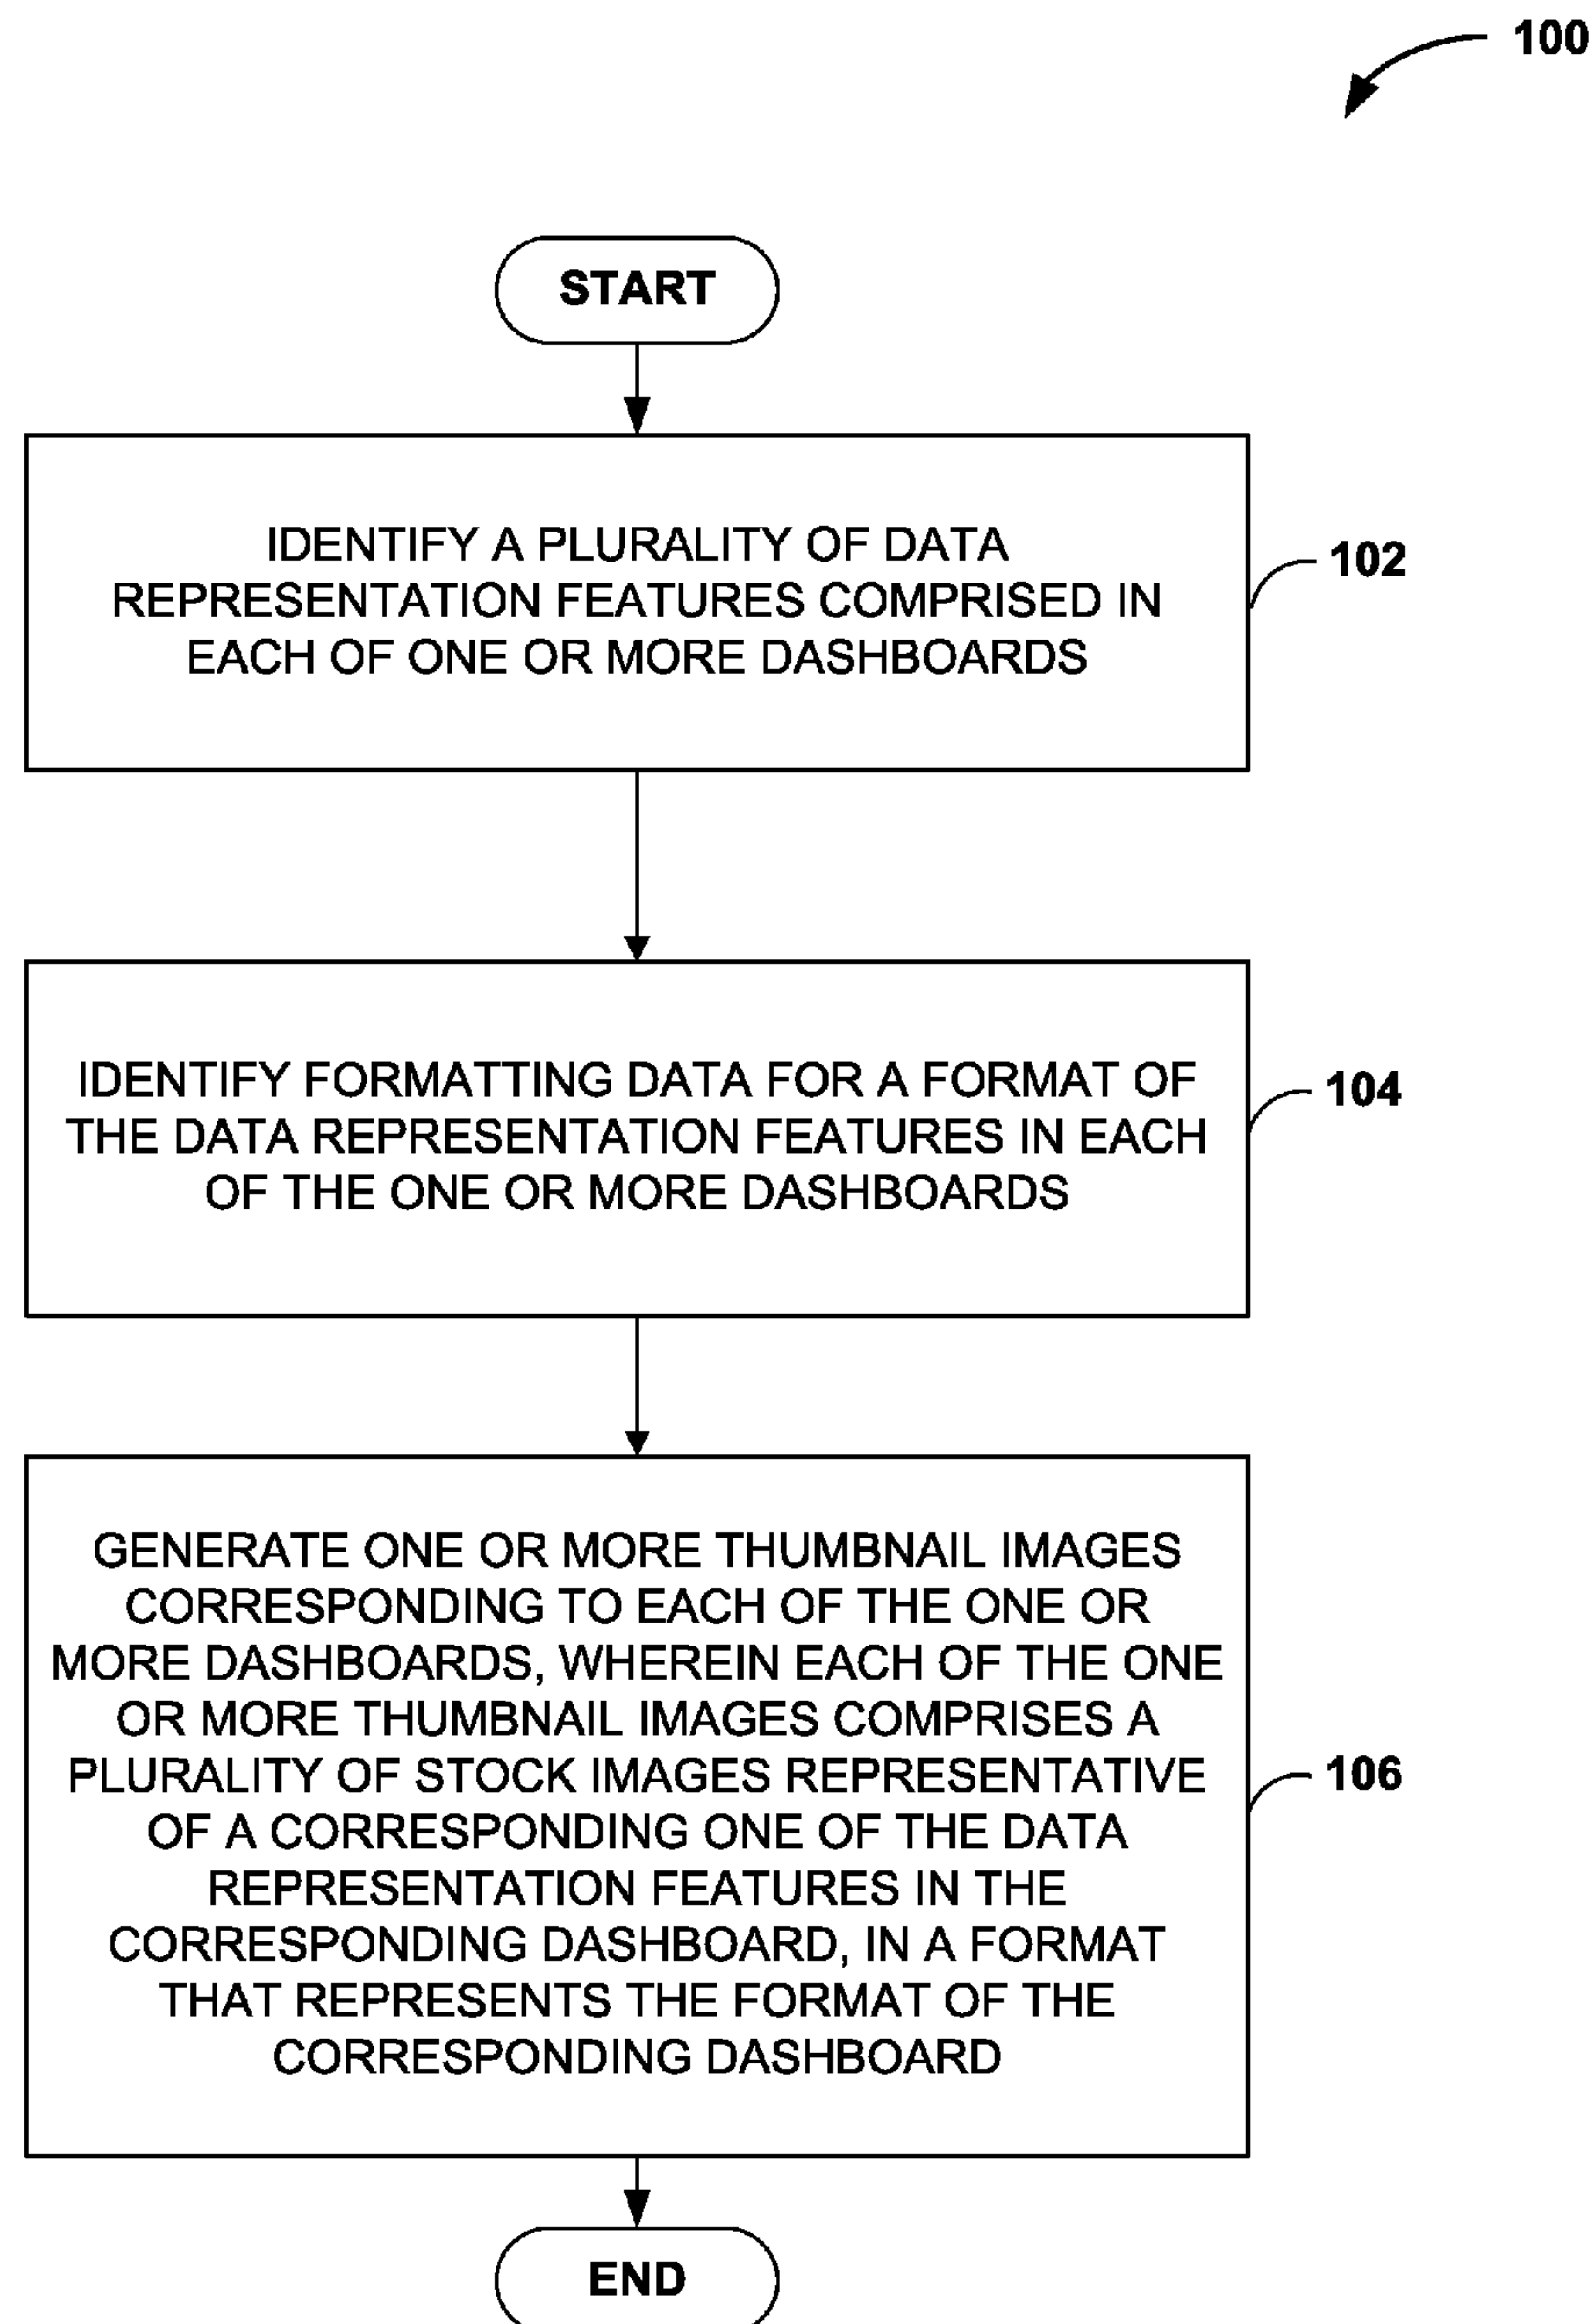 100
START
IDENTIFY A PLURALITY OF DATA
REPRESENTATION FEATURES COMPRISED IN
EACH OF ONE OR MORE DASHBOARDS
102
IDENTIFY FORMATTING DATA FOR A FORMAT OF
THE DATA REPRESENTATION FEATURES IN EACH
OF THE ONE OR MORE DASHBOARDS
104
GENERATE ONE OR MORE THUMBNAIL IMAGES
CORRESPONDING TO EACH OF THE ONE OR
MORE DASHBOARDS, WHEREIN EACH OF THE ONE
OR MORE THUMBNAIL IMAGES COMPRISES A
PLURALITY OF STOCK IMAGES REPRESENTATIVE
OF A CORRESPONDING ONE OF THE DATA
REPRESENTATION FEATURES IN THE
CORRESPONDING DASHBOARD, IN A FORMAT
THAT REPRESENTS THE FORMAT OF THE
CORRESPONDING DASHBOARD
106
END